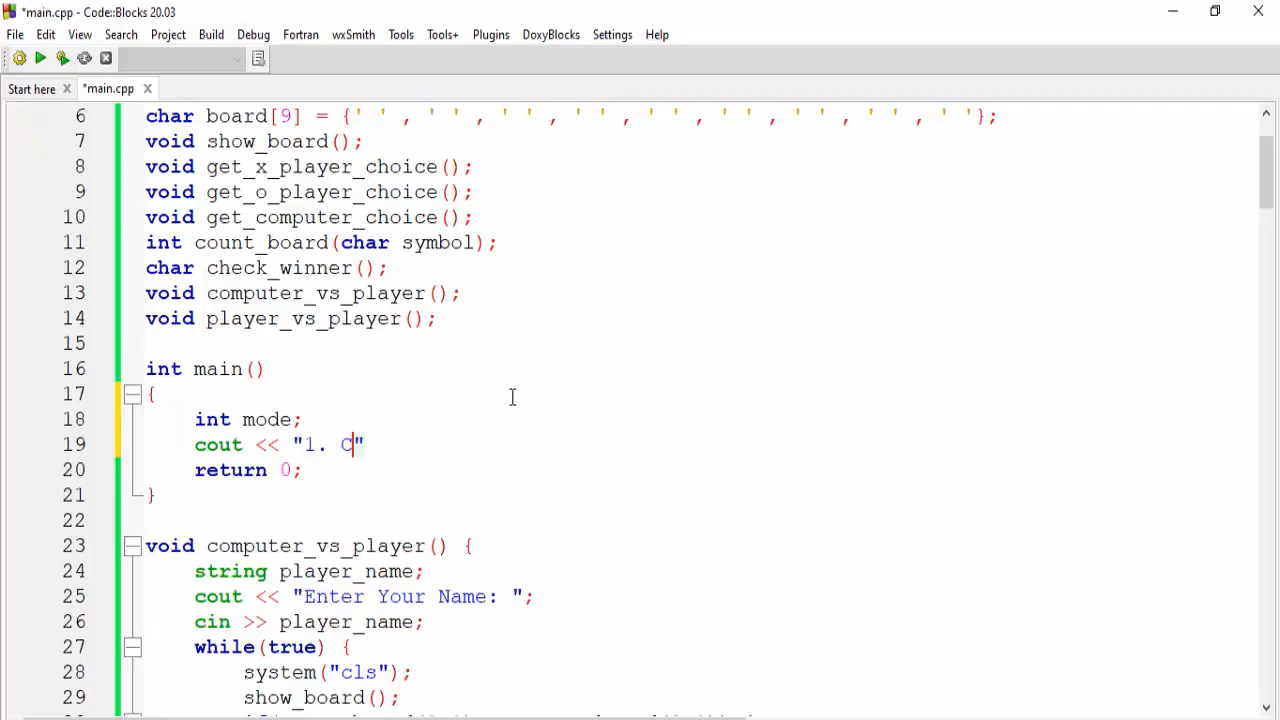 *main.cpp - Code::Blocks 20.03
File Edit View Search Project Build Debug Fortran wxSmith Tools Tools+ Plugins DoxyBlocks Settings Help
Start here *main.cpp
6 char board[9] = {' ', ' ', ' ', ' ', ' ', ' ', ' ', ' ', ' '};
7 void show_board();
8 void get_x_player_choice();
9 void get_o_player_choice();
10 void get_computer_choice();
11 int count_board(char symbol);
12 char check_winner();
13 void computer_vs_player();
14 void player_vs_player();
15
16 int main()
17 {
18 int mode;
19 cout << "1. C"
20 return 0;
21 }
22
23 void computer_vs_player() {
24 string player_name;
25 cout << "Enter Your Name: ";
26 cin >> player_name;
27 while(true) {
28 system("cls");
29 show_board();